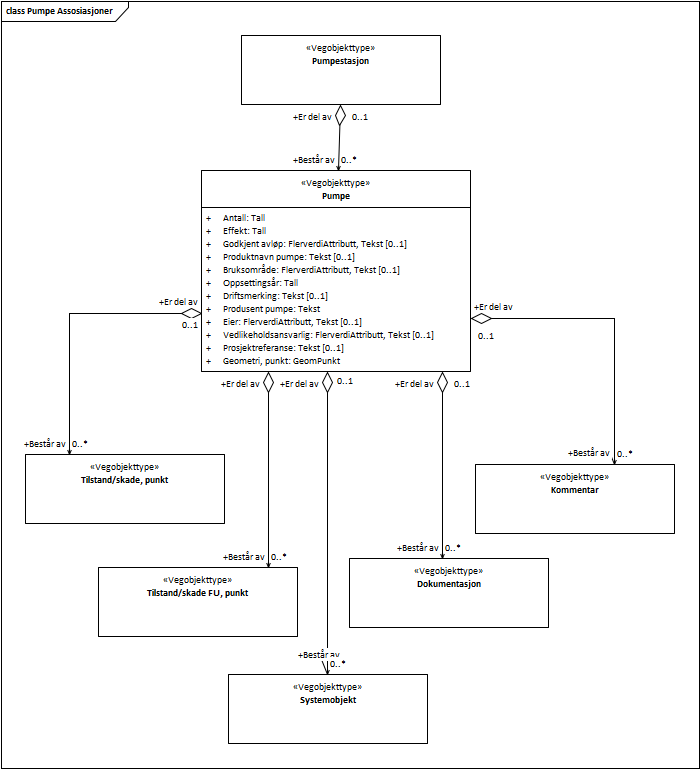 class Pumpe Assosiasjoner
«Vegobjekttype»
Pumpestasjon
+Er del av 0..1
+Består av 0..*
«Vegobjekttype»
Pumpe
+ Antall: Tall
+ Effekt: Tall
+ Godkjent avløp: FlerverdiAttributt, Tekst [0..1]
+ Produktnavn pumpe: Tekst [0..1]
+ Bruksområde: FlerverdiAttributt, Tekst [0..1]
+ Oppsettingsår: Tall
+ Driftsmerking: Tekst [0..1]
+ Produsent pumpe: Tekst
+ Eier: FlerverdiAttributt, Tekst [0..1]
+ Vedlikeholdsansvarlig: FlerverdiAttributt, Tekst [0..1]
+ Prosjektreferanse: Tekst [0..1]
+ Geometri, punkt: GeomPunkt
+Er del av
0..1
+Er del av
0..1
+Er del av +Er del av 0..1
+Er del av 0..1
+Består av 0..*
«Vegobjekttype»
Tilstand/skade, punkt
+Består av 0..*
«Vegobjekttype»
Kommentar
+Består av 0..*
«Vegobjekttype»
Tilstand/skade FU, punkt
+Består av 0..*
«Vegobjekttype»
Dokumentasjon
+Består av
0..*
«Vegobjekttype»
Systemobjekt